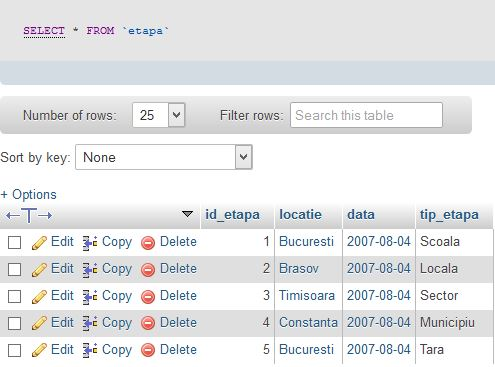 SELECT * FROM `etapa`
Number of rows: 25 Filter rows: Search this table
Sort by key: None
+ Options
id_etapa locatie data tip_etapa
Edit Copy Delete 1 Bucuresti 2007-08-04 Scoala
Edit Copy Delete 2 Brasov 2007-08-04 Locala
Edit Copy Delete 3 Timisoara 2007-08-04 Sector
Edit Copy Delete 4 Constanta 2007-08-04 Municipiu
Edit Copy Delete 5 Bucuresti 2007-08-04 Tara